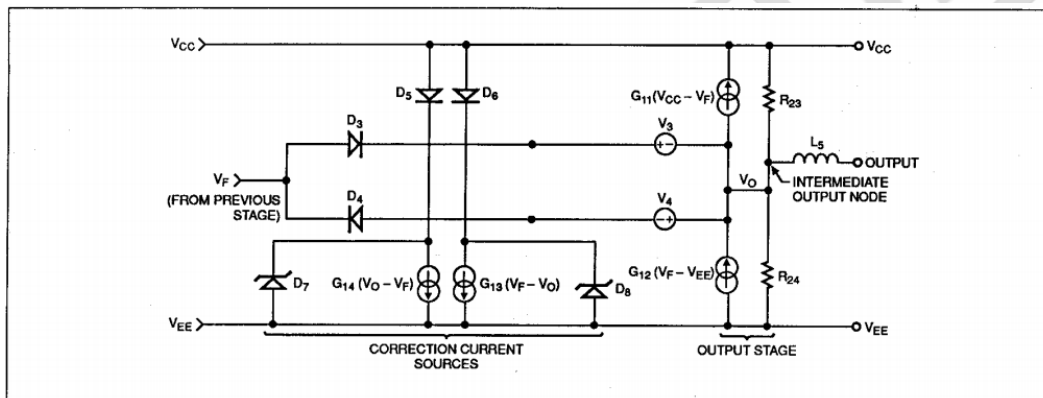 VCC
VCC
D5
D6
G11(VCC – VF)
R23
D3
V3
+ –
L5
OUTPUT
VF
(FROM PREVIOUS
STAGE)
VO
INTERMEDIATE
OUTPUT NODE
D4
V4
– +
D7
G14(VO – VF)
G13(VF – VO)
D8
G12(VF – VEE)
R24
VEE
VEE
CORRECTION CURRENT
SOURCES
OUTPUT STAGE